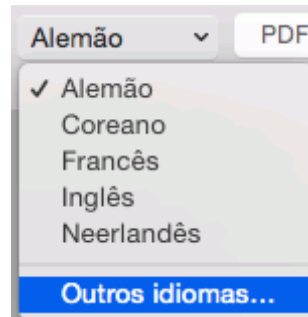 Alemão PDF
✓ Alemão
Coreano
Francês
Inglês
Neerlandês
Outros idiomas...